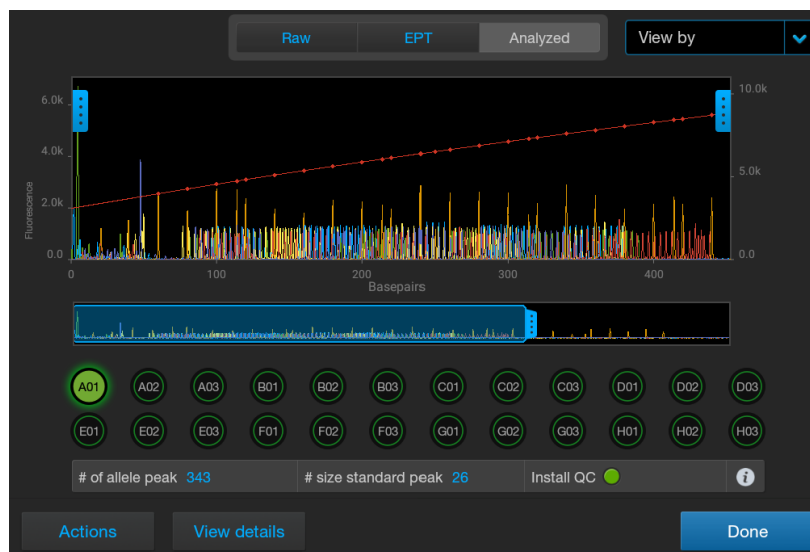 Raw EPT Analyzed View by
6.0k 10.0k
4.0k
5.0k
2.0k
0.0 0.0
Fluorescence
0 100 200 300 400
Basepairs
A01 A02 A03 B01 B02 B03 C01 C02 C03 D01 D02 D03
E01 E02 E03 F01 F02 F03 G01 G02 G03 H01 H02 H03
# of allele peak 343 # size standard peak 26 Install QC
Actions View details Done